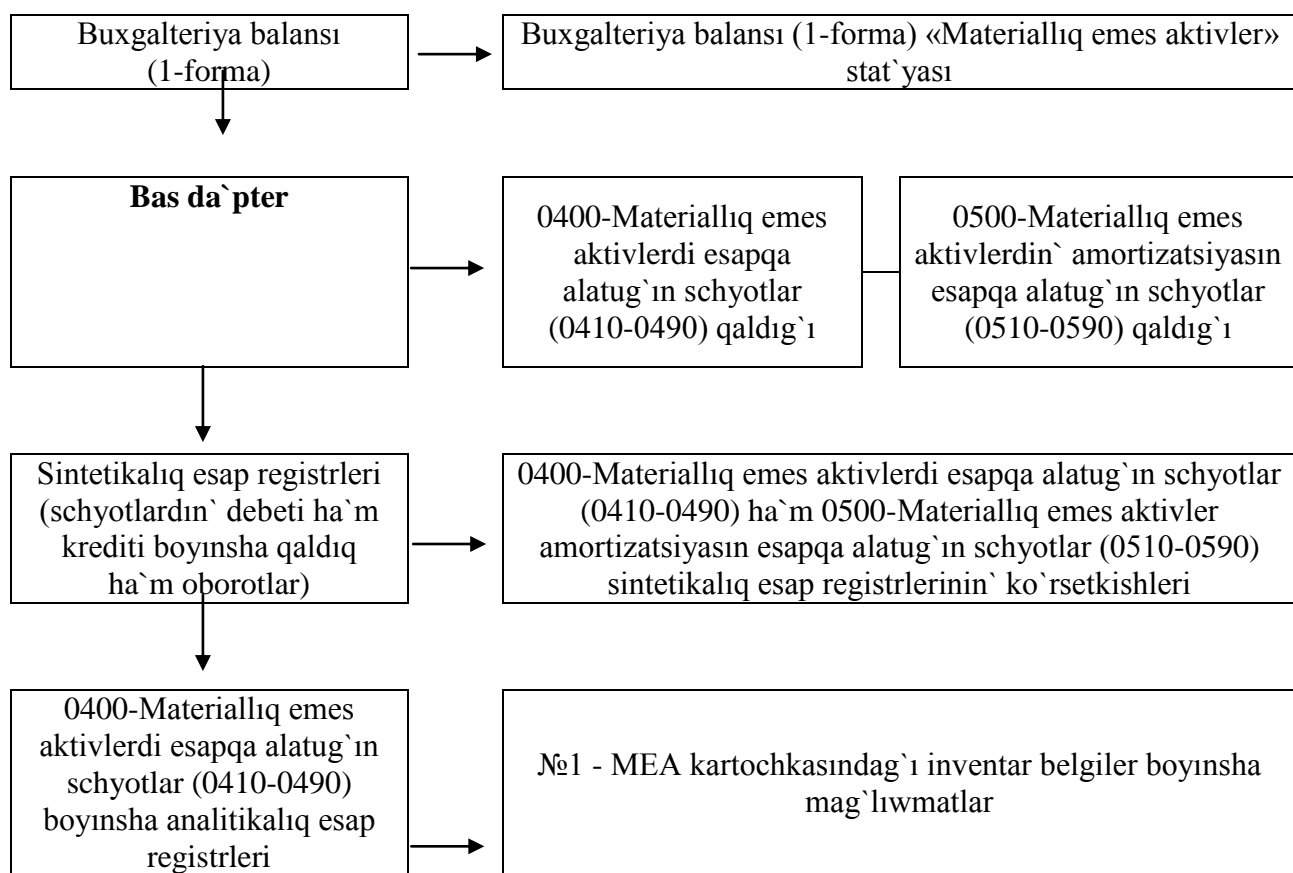 Buxgalteriya balansı
(1-forma)
Buxgalteriya balansı (1-forma) «Materiallıq emes aktivler»
stat`yası
Bas da`pter
0400-Materiallıq emes
aktivlerdi esapqa
alatug`ın schyotlar
(0410-0490) qaldıg`ı
0500-Materiallıq emes
aktivlerdin` amortizatsiyasın
esapqa alatug`ın schyotlar
(0510-0590) qaldıg`ı
Sintetikalıq esap registrleri
(schyotlardın` debeti ha`m
krediti boyınsha qaldıq
ha`m oborotlar)
0400-Materiallıq emes aktivlerdi esapqa alatug`ın schyotlar
(0410-0490) ha`m 0500-Materiallıq emes aktivler
amortizatsiyasın esapqa alatug`ın schyotlar (0510-0590)
sintetikalıq esap registrlerinin` ko`rsetkishleri
0400-Materiallıq emes
aktivlerdi esapqa alatug`ın
schyotlar (0410-0490)
boyınsha analitikalıq esap
registrleri
№1 - MEA kartochkasındag`ı inventar belgiler boyınsha
mag`lıwmatlar